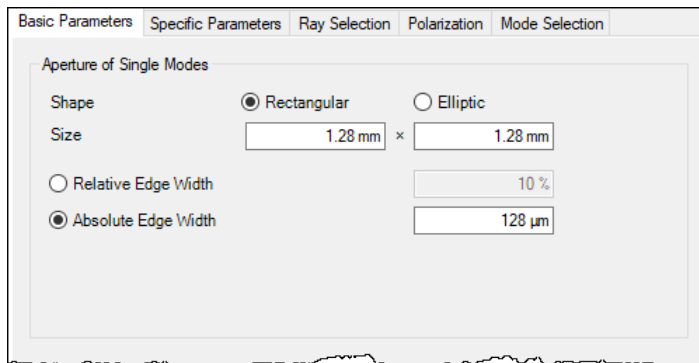 Basic Parameters Specific Parameters Ray Selection Polarization Mode Selection
Aperture of Single Modes
Shape Rectangular Elliptic
Size 1.28 mm × 1.28 mm
Relative Edge Width 10 %
Absolute Edge Width 128 µm